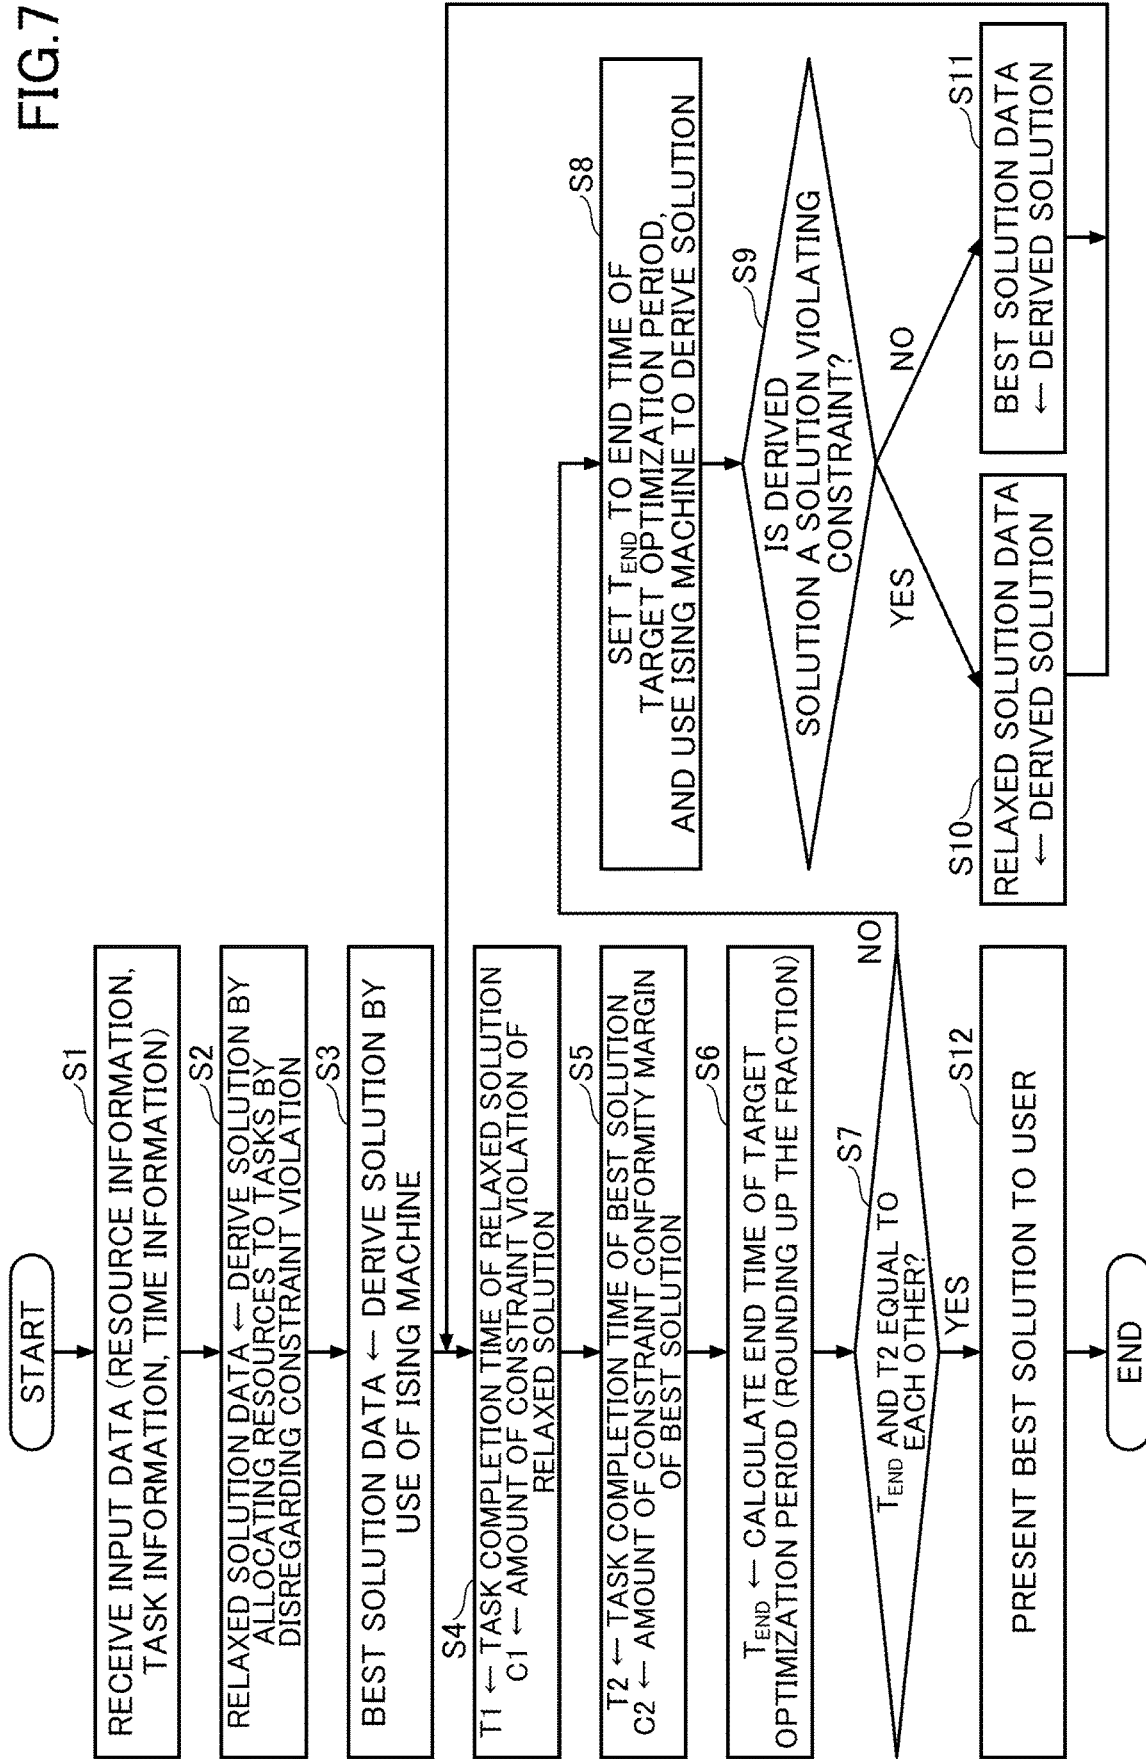 FIG.7
START
S1
RECEIVE INPUT DATA (RESOURCE INFORMATION,
TASK INFORMATION, TIME INFORMATION)
S2
RELAXED SOLUTION DATA ← DERIVE SOLUTION BY
ALLOCATING RESOURCES TO TASKS BY
DISREGARDING CONSTRAINT VIOLATION
S3
BEST SOLUTION DATA ← DERIVE SOLUTION BY
USE OF ISING MACHINE
S4
T1 ← TASK COMPLETION TIME OF RELAXED SOLUTION
C1 ← AMOUNT OF CONSTRAINT VIOLATION OF
RELAXED SOLUTION
S5
T2 ← TASK COMPLETION TIME OF BEST SOLUTION
C2 ← AMOUNT OF CONSTRAINT CONFORMITY MARGIN
OF BEST SOLUTION
S6
TEND ← CALCULATE END TIME OF TARGET
OPTIMIZATION PERIOD (ROUNDING UP THE FRACTION)
S7
TEND AND T2 EQUAL TO
EACH OTHER?
NO
YES
S12
PRESENT BEST SOLUTION TO USER
END
S8
SET TEND TO END TIME OF
TARGET OPTIMIZATION PERIOD,
AND USE ISING MACHINE TO DERIVE SOLUTION
S9
IS DERIVED
SOLUTION A SOLUTION VIOLATING
CONSTRAINT?
YES
NO
S10
RELAXED SOLUTION DATA
← DERIVED SOLUTION
S11
BEST SOLUTION DATA
← DERIVED SOLUTION